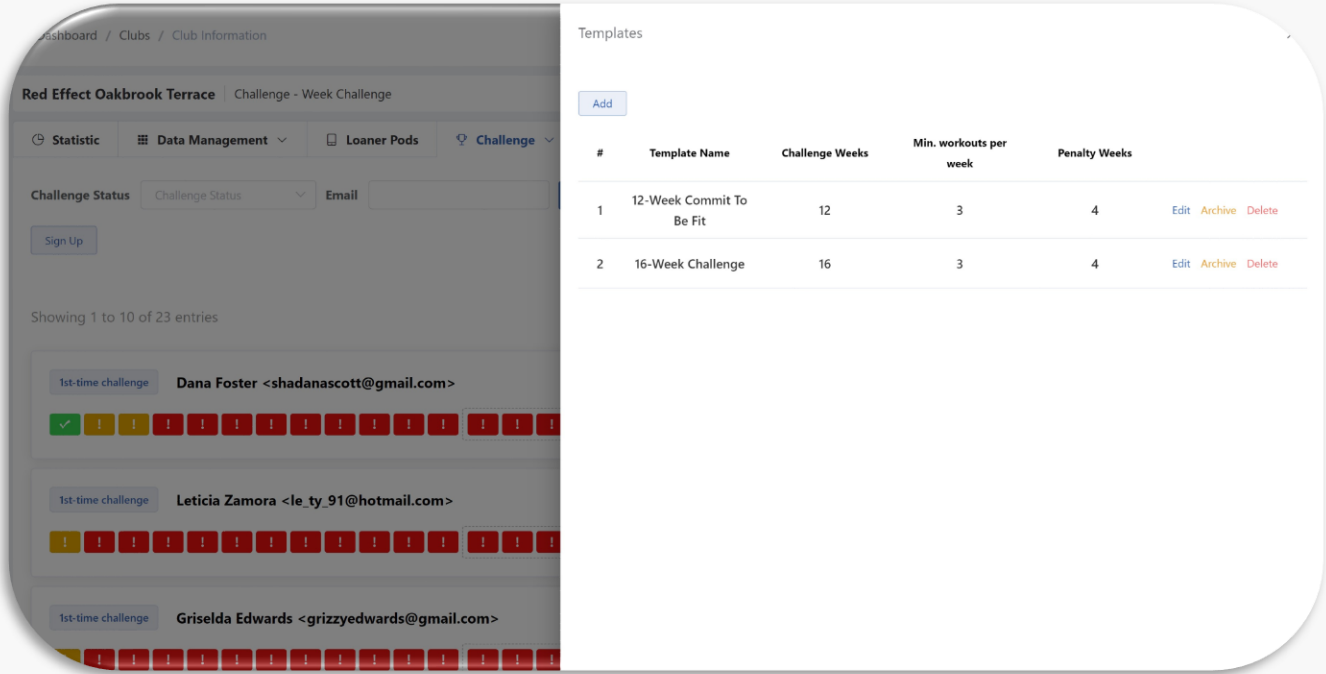 Dashboard / Clubs / Club Information
Red Effect Oakbrook Terrace | Challenge - Week Challenge
Statistic Data Management Loaner Pods Challenge
Challenge Status Challenge Status Email
Sign Up
Showing 1 to 10 of 23 entries
1st-time challenge Dana Foster <shadanascott@gmail.com>
! ! ! ! ! ! ! ! ! ! ! ! ! !
1st-time challenge Leticia Zamora <le_ty_91@hotmail.com>
! ! ! ! ! ! ! ! ! ! ! ! ! ! !
1st-time challenge Griselda Edwards <grizzyedwards@gmail.com>
! ! ! ! ! ! ! ! ! ! ! ! ! !
Templates
Add
# Template Name Challenge Weeks Min. workouts per week Penalty Weeks
1 12-Week Commit To Be Fit 12 3 4 Edit Archive Delete
2 16-Week Challenge 16 3 4 Edit Archive Delete